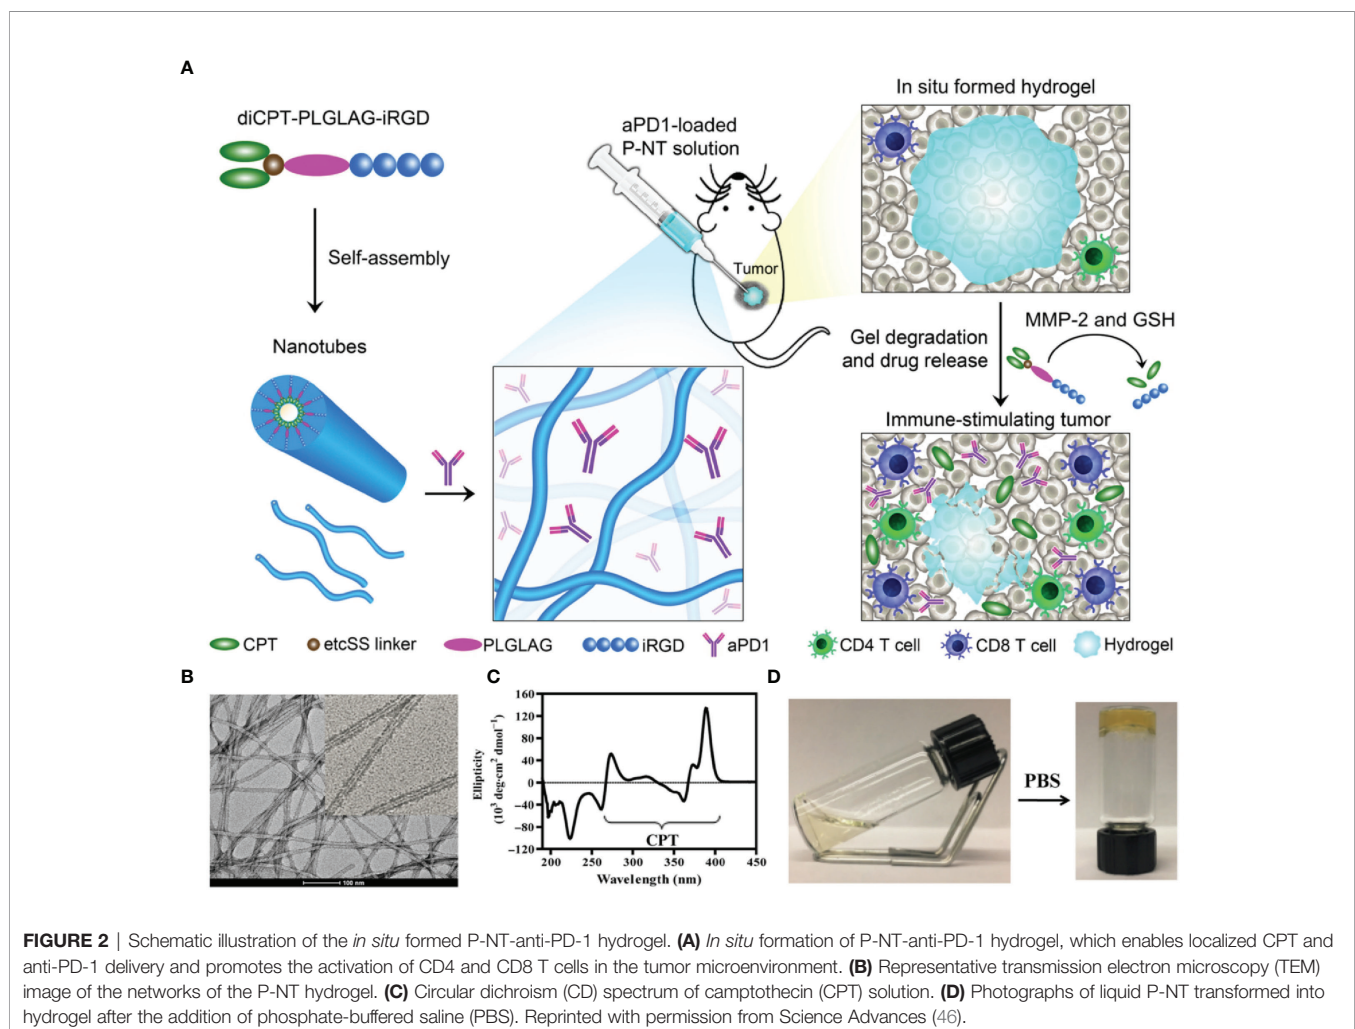 A
diCPT-PLGLAG-iRGD
Self-assembly
Nanotubes
aPD1-loaded
P-NT solution
Tumor
In situ formed hydrogel
Gel degradation
and drug release
MMP-2 and GSH
Immune-stimulating tumor
CPT
etcSS linker
PLGLAG
iRGD
aPD1
CD4 T cell
CD8 T cell
Hydrogel
B
100 nm
C
Ellipticity
(10³ deg·cm² dmol⁻¹)
160
120
80
40
0
−40
−80
−120
CPT
200
250
300
350
400
450
Wavelength (nm)
D
PBS
FIGURE 2 | Schematic illustration of the in situ formed P-NT-anti-PD-1 hydrogel. (A) In situ formation of P-NT-anti-PD-1 hydrogel, which enables localized CPT and
anti-PD-1 delivery and promotes the activation of CD4 and CD8 T cells in the tumor microenvironment. (B) Representative transmission electron microscopy (TEM)
image of the networks of the P-NT hydrogel. (C) Circular dichroism (CD) spectrum of camptothecin (CPT) solution. (D) Photographs of liquid P-NT transformed into
hydrogel after the addition of phosphate-buffered saline (PBS). Reprinted with permission from Science Advances (46).